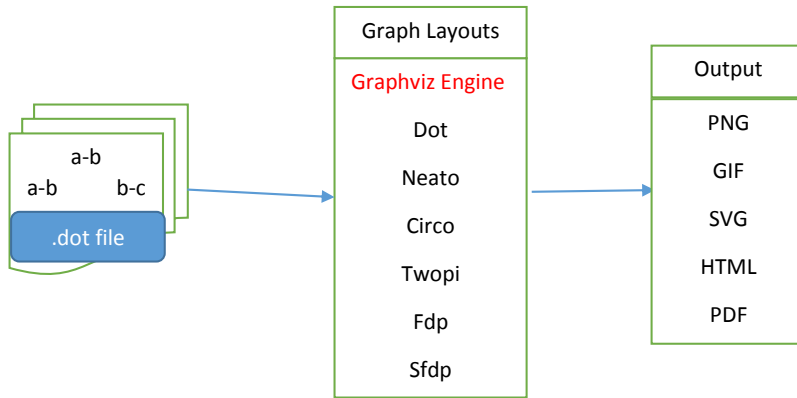 a-b
a-b b-c
.dot file
Graph Layouts
Graphviz Engine
Dot
Neato
Circo
Twopi
Fdp
Sfdp
Output
PNG
GIF
SVG
HTML
PDF